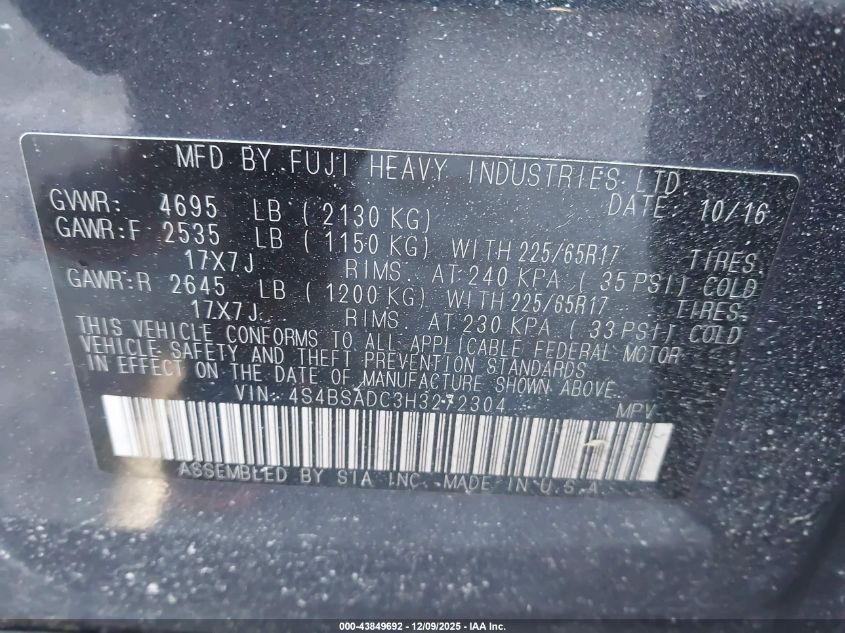 MFD BY FUJI HEAVY INDUSTRIES LTD
DATE: 10/16
GVWR: 4695 LB ( 2130 KG)
GAWR:F 2535 LB ( 1150 KG) WITH 225/65R17 TIRES
17X7J RIMS. AT 240 KPA ( 35 PSI) COLD
GAWR:R 2645 LB ( 1200 KG) WITH 225/65R17 TIRES
17X7J RIMS. AT 230 KPA ( 33 PSI) COLD
THIS VEHICLE CONFORMS TO ALL APPLICABLE FEDERAL MOTOR
VEHICLE SAFETY AND THEFT PREVENTION STANDARDS
IN EFFECT ON THE DATE OF MANUFACTURE SHOWN ABOVE.
VIN: 4S4BSADC3H3272304 MPV
ASSEMBLED BY SIA INC. MADE IN U.S.A.
000-43849692 - 12/09/2025 - IAA Inc.